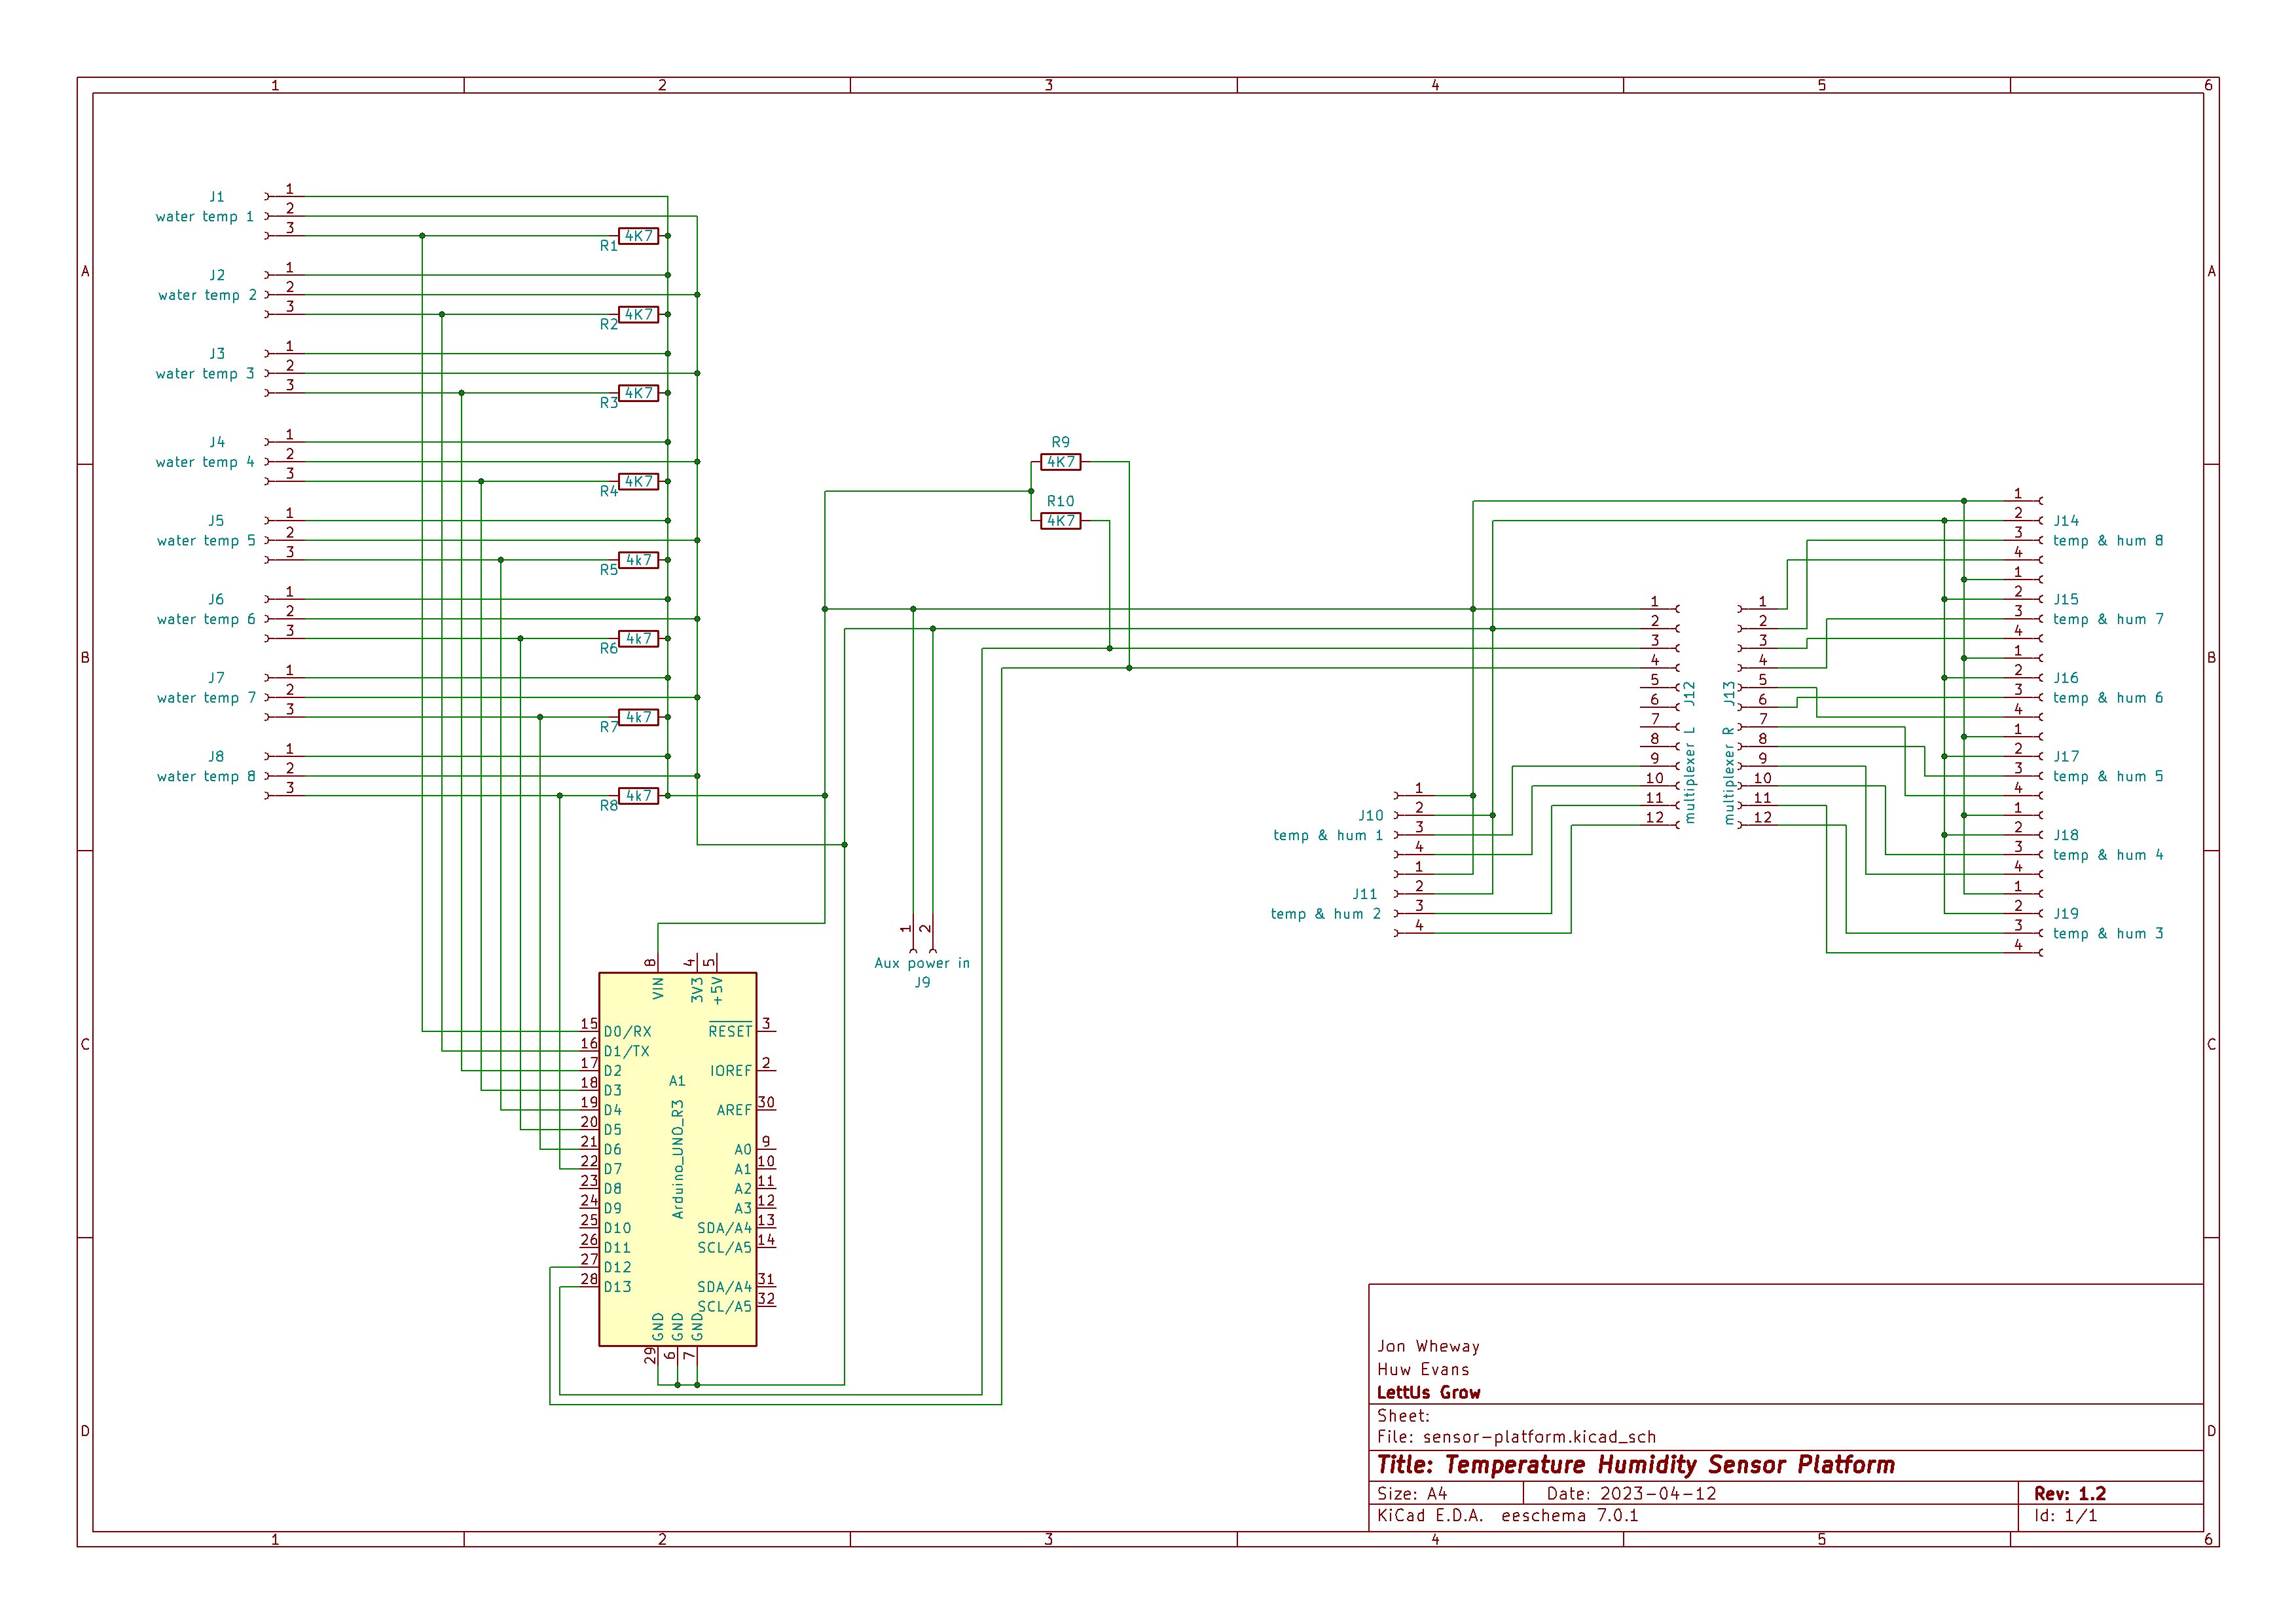 1 2 3 4 5 6
A A
B B
C C
D D
1 2 3 4 5 6
J1
water temp 1
1
2
3
R1
4K7
J2
water temp 2
1
2
3
R2
4K7
J3
water temp 3
1
2
3
R3
4K7
J4
water temp 4
1
2
3
R4
4K7
J5
water temp 5
1
2
3
R5
4k7
J6
water temp 6
1
2
3
R6
4k7
J7
water temp 7
1
2
3
R7
4k7
J8
water temp 8
1
2
3
R8
4k7
R9
4K7
R10
4K7
1
2
Aux power in
J9
8
4
5
VIN
3V3
+5V
15 D0/RX
16 D1/TX
17 D2
18 D3
19 D4
20 D5
21 D6
22 D7
23 D8
24 D9
25 D10
26 D11
27 D12
28 D13
A1
Arduino_UNO_R3
RESET 3
IOREF 2
AREF 30
A0 9
A1 10
A2 11
A3 12
SDA/A4 13
SCL/A5 14
SDA/A4 31
SCL/A5 32
GND
GND
GND
29
6
7
J10
temp & hum 1
1
2
3
4
J11
temp & hum 2
1
2
3
4
1
2
3
4
5
6
7
8
9
10
11
12
J12
multiplexer L
J13
multiplexer R
1
2
3
4
5
6
7
8
9
10
11
12
1
2
3
4
J14
temp & hum 8
1
2
3
4
J15
temp & hum 7
1
2
3
4
J16
temp & hum 6
1
2
3
4
J17
temp & hum 5
1
2
3
4
J18
temp & hum 4
1
2
3
4
J19
temp & hum 3
Jon Wheway
Huw Evans
LettUs Grow
Sheet:
File: sensor-platform.kicad_sch
Title: Temperature Humidity Sensor Platform
Size: A4 Date: 2023-04-12 Rev: 1.2
KiCad E.D.A. eeschema 7.0.1 Id: 1/1